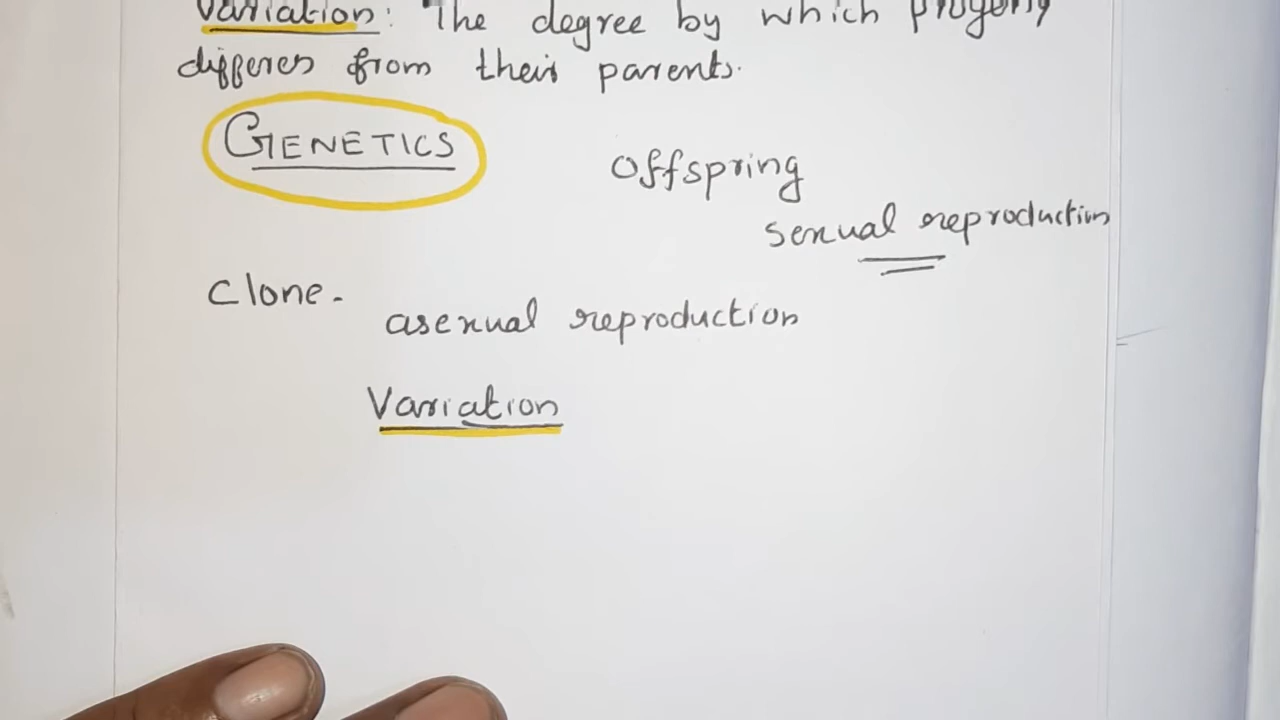 Variation: The degree by which progeny
differes from their parents.
GENETICS
Offspring
sexual reproduction
Clone -
asexual reproduction
Variation